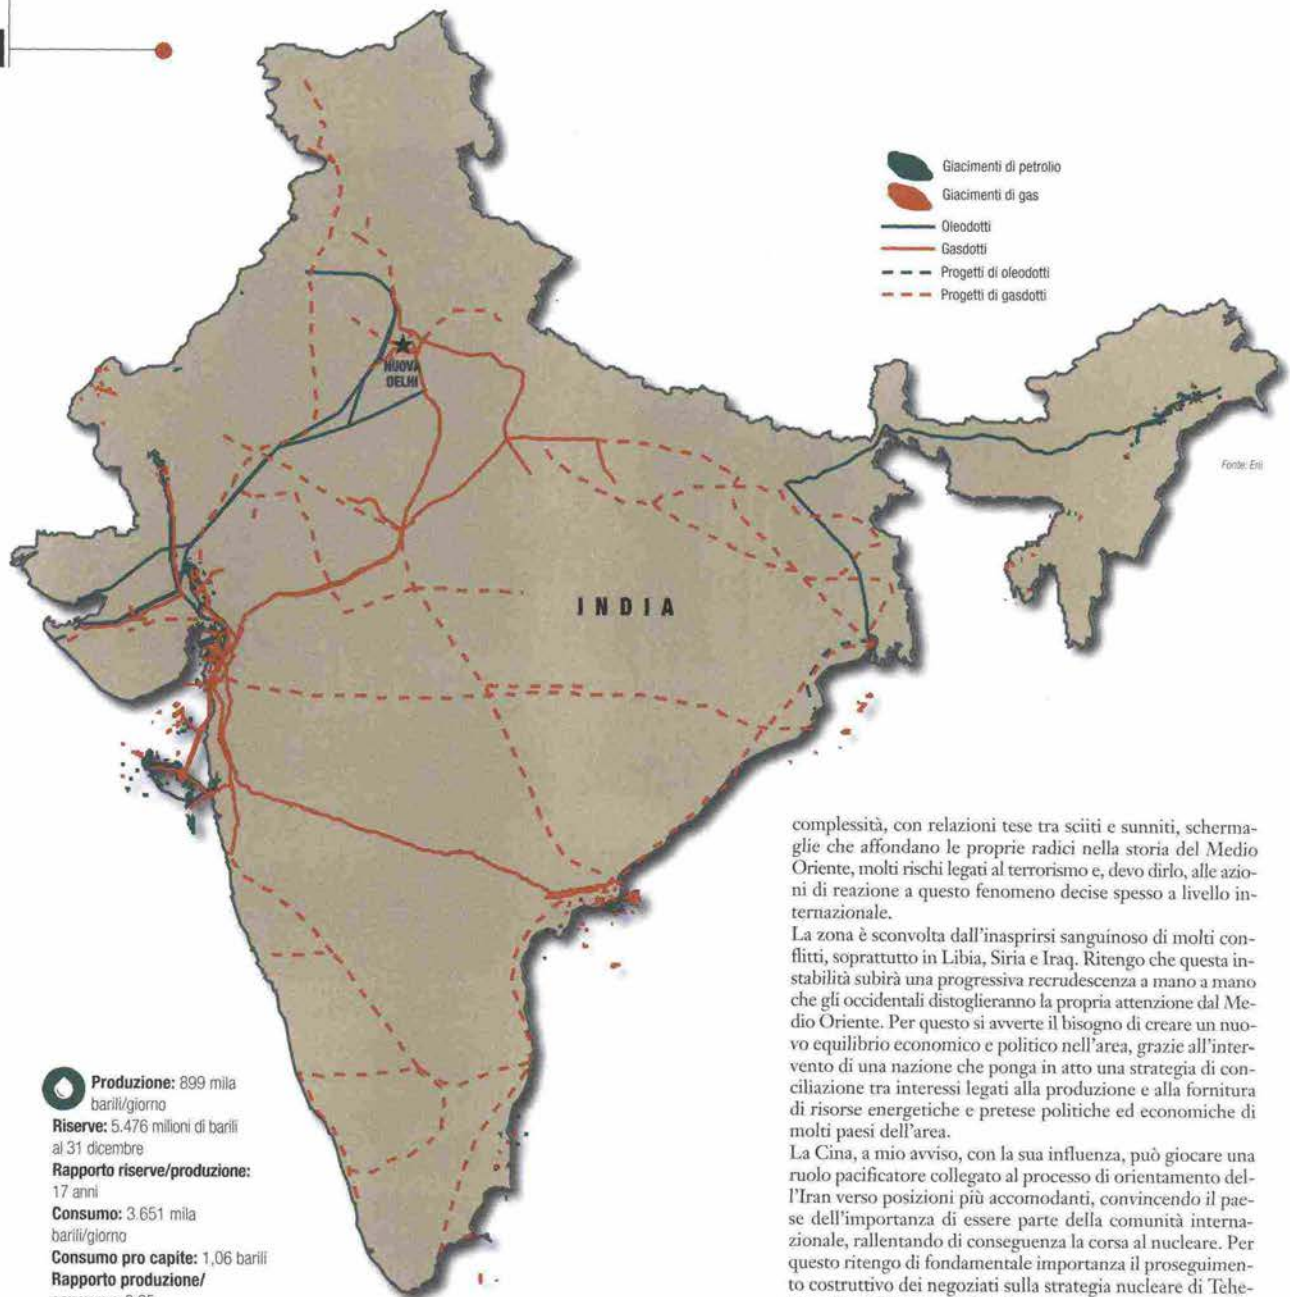 Giacimenti di petrolio
Giacimenti di gas
Oleodotti
Gasdotti
Progetti di oleodotti
Progetti di gasdotti
NUOVA
DELHI
Fonte: Eni
INDIA
Produzione: 899 mila
barili/giorno
Riserve: 5.476 milioni di barili
al 31 dicembre
Rapporto riserve/produzione:
17 anni
Consumo: 3.651 mila
barili/giorno
Consumo pro capite: 1,06 barili
Rapporto produzione/
complessità, con relazioni tese tra sciiti e sunniti, scherma-
glie che affondano le proprie radici nella storia del Medio
Oriente, molti rischi legati al terrorismo e, devo dirlo, alle azio-
ni di reazione a questo fenomeno decise spesso a livello in-
ternazionale.
La zona è sconvolta dall'inasprirsi sanguinoso di molti con-
flitti, soprattutto in Libia, Siria e Iraq. Ritengo che questa in-
stabilità subirà una progressiva recrudescenza a mano a mano
che gli occidentali distoglieranno la propria attenzione dal Me-
dio Oriente. Per questo si avverte il bisogno di creare un nuo-
vo equilibrio economico e politico nell'area, grazie all'inter-
vento di una nazione che ponga in atto una strategia di con-
ciliazione tra interessi legati alla produzione e alla fornitura
di risorse energetiche e pretese politiche ed economiche di
molti paesi dell'area.
La Cina, a mio avviso, con la sua influenza, può giocare una
ruolo pacificatore collegato al processo di orientamento del-
l'Iran verso posizioni più accomodanti, convincendo il pae-
se dell'importanza di essere parte della comunità interna-
zionale, rallentando di conseguenza la corsa al nucleare. Per
questo ritengo di fondamentale importanza il proseguimen-
to costruttivo dei negoziati sulla strategia nucleare di Tehe-